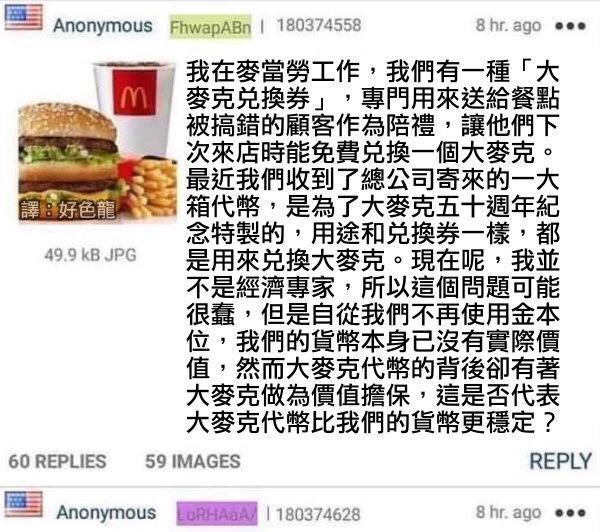 Anonymous FhwapABn | 180374558 8 hr. ago
我在麥當勞工作，我們有一種「大
麥克兌換券」，專門用來送給餐點
被搞錯的顧客作為陪禮，讓他們下
次來店時能免費兌換一個大麥克。
最近我們收到了總公司寄來的一大
箱代幣，是為了大麥克五十週年紀
念特製的，用途和兌換券一樣，都
是用來兌換大麥克。現在呢，我並
不是經濟專家，所以這個問題可能
很蠢，但是自從我們不再使用金本
位，我們的貨幣本身已沒有實際價
值，然而大麥克代幣的背後卻有著
大麥克做為價值擔保，這是否代表
大麥克代幣比我們的貨幣更穩定？
譯：好色龍
49.9 kB JPG
60 REPLIES 59 IMAGES REPLY
Anonymous LoRHAaA/ | 180374628 8 hr. ago